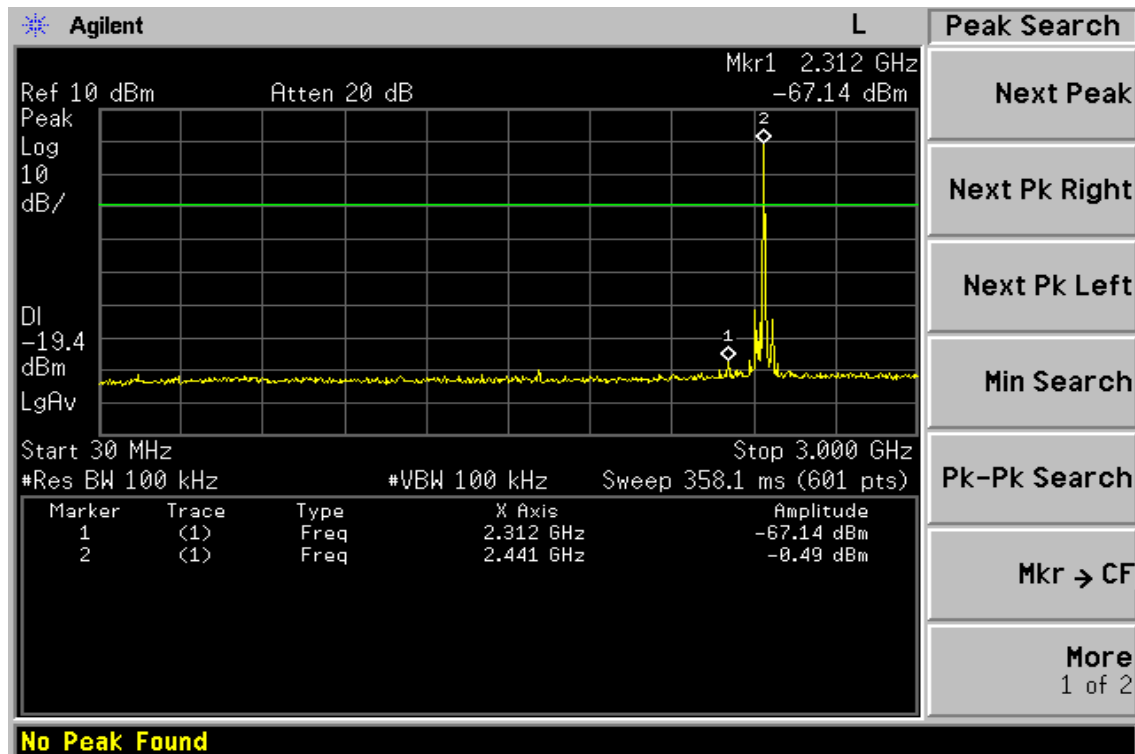 Agilent L Peak Search
Mkr1 2.312 GHz
Ref 10 dBm Atten 20 dB -67.14 dBm
Peak
Log
10
dB/
2
1
DI
-19.4
dBm
LgAv
Start 30 MHz Stop 3.000 GHz
#Res BW 100 kHz #VBW 100 kHz Sweep 358.1 ms (601 pts)
Marker Trace Type X Axis Amplitude
1 (1) Freq 2.312 GHz -67.14 dBm
2 (1) Freq 2.441 GHz -0.49 dBm
No Peak Found
Next Peak
Next Pk Right
Next Pk Left
Min Search
Pk-Pk Search
Mkr → CF
More
1 of 2